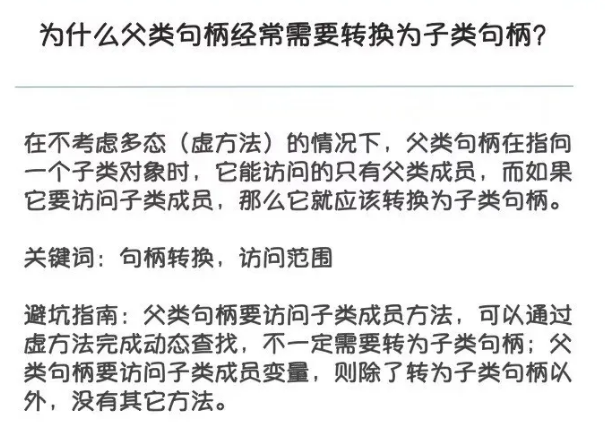 为什么父类句柄经常需要转换为子类句柄?
在不考虑多态（虚方法）的情况下，父类句柄在指向
一个子类对象时，它能访问的只有父类成员，而如果
它要访问子类成员，那么它就应该转换为子类句柄。
关键词：句柄转换，访问范围
避坑指南：父类句柄要访问子类成员方法，可以通过
虚方法完成动态查找，不一定需要转为子类句柄；父
类句柄要访问子类成员变量，则除了转为子类句柄以
外，没有其它方法。